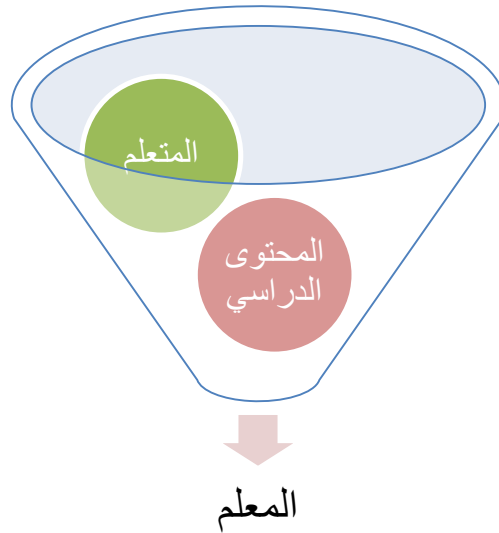 المتعلم
المحتوى
الدراسي
المعلم